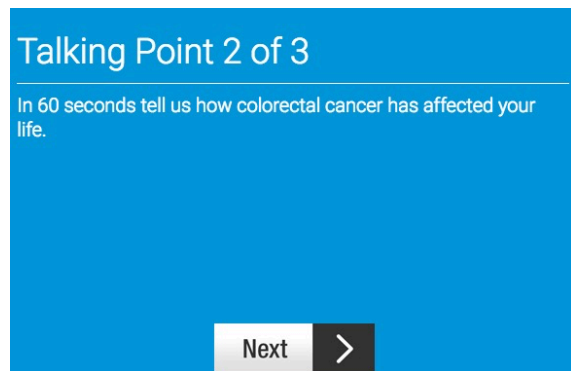 Talking Point 2 of 3
In 60 seconds tell us how colorectal cancer has affected your
life.
Next